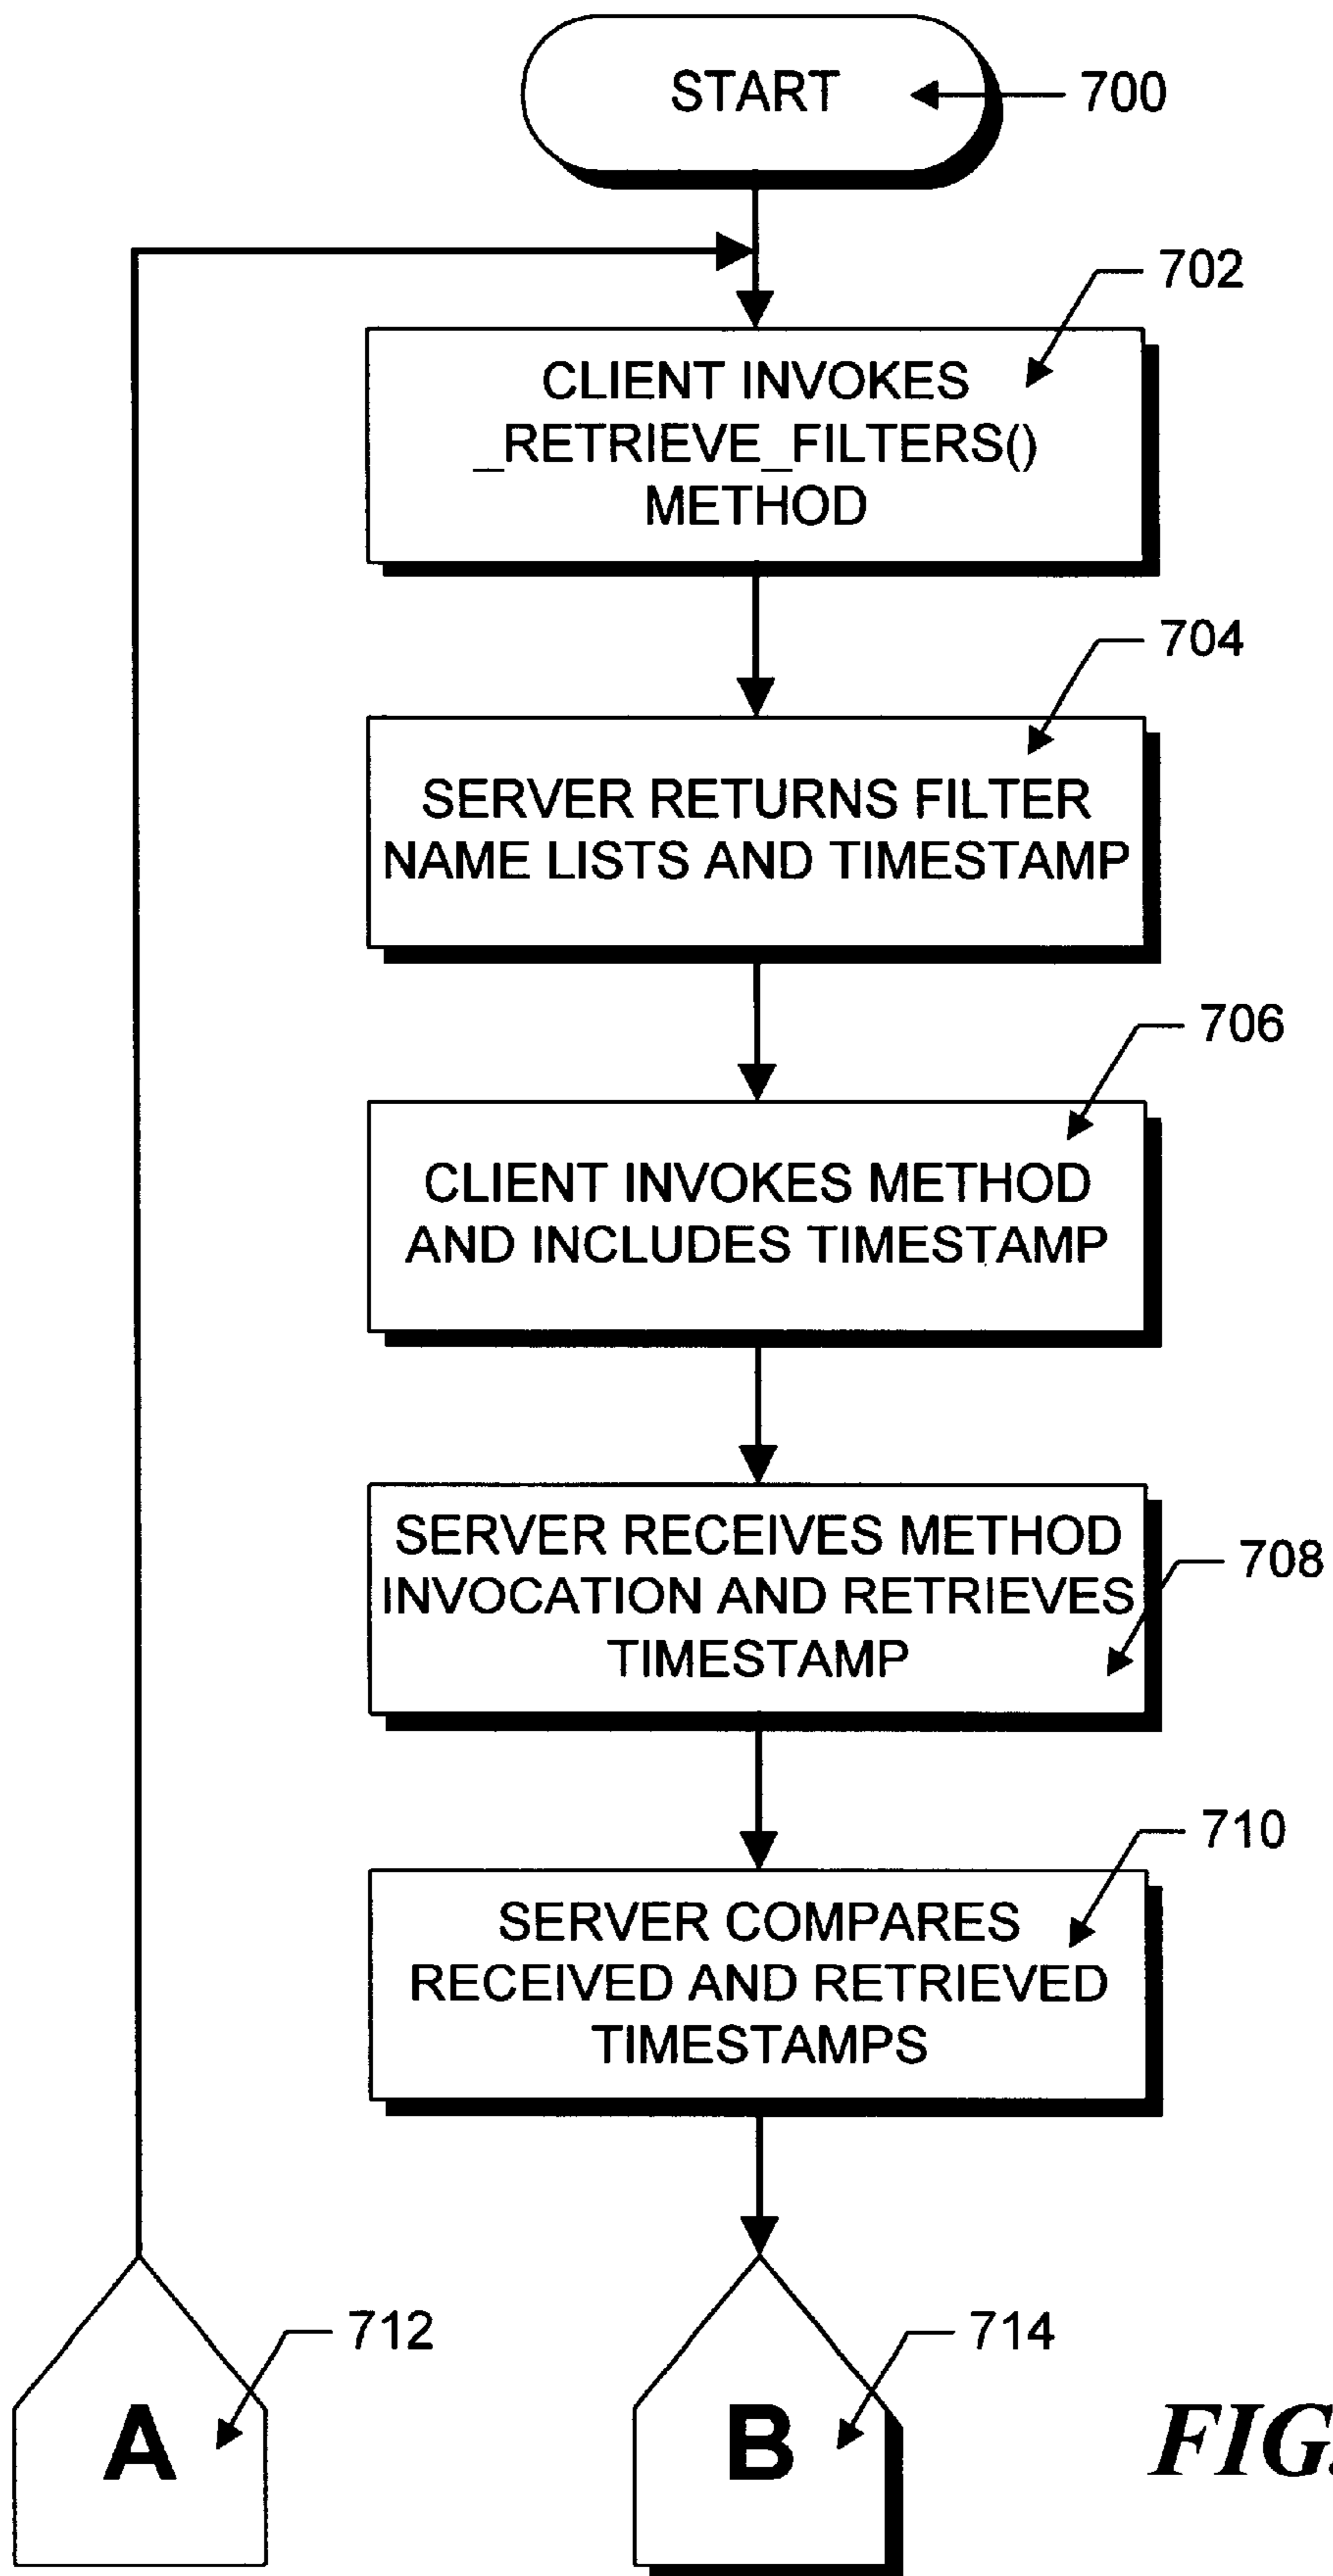 START
700
702
CLIENT INVOKES
_RETRIEVE_FILTERS()
METHOD
704
SERVER RETURNS FILTER
NAME LISTS AND TIMESTAMP
706
CLIENT INVOKES METHOD
AND INCLUDES TIMESTAMP
SERVER RECEIVES METHOD
INVOCATION AND RETRIEVES
TIMESTAMP
708
710
SERVER COMPARES
RECEIVED AND RETRIEVED
TIMESTAMPS
712
714
A
B
FIG.